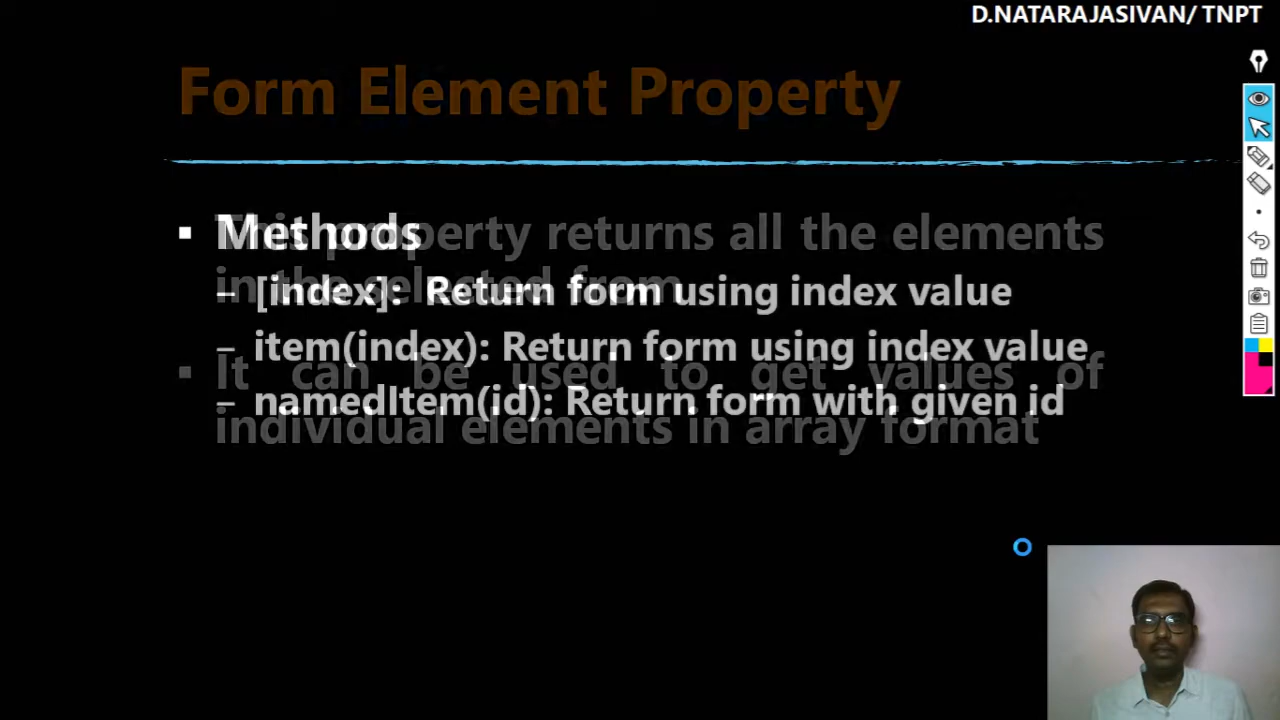 D.NATARAJASIVAN/ TNPT
Form Element Property
▪ Methods
– [index]: Return form using index value
– item(index): Return form using index value
– namedItem(id): Return form with given id
This property returns all the elements
in the selected from
▪ It can be used to get values of
individual elements in array format